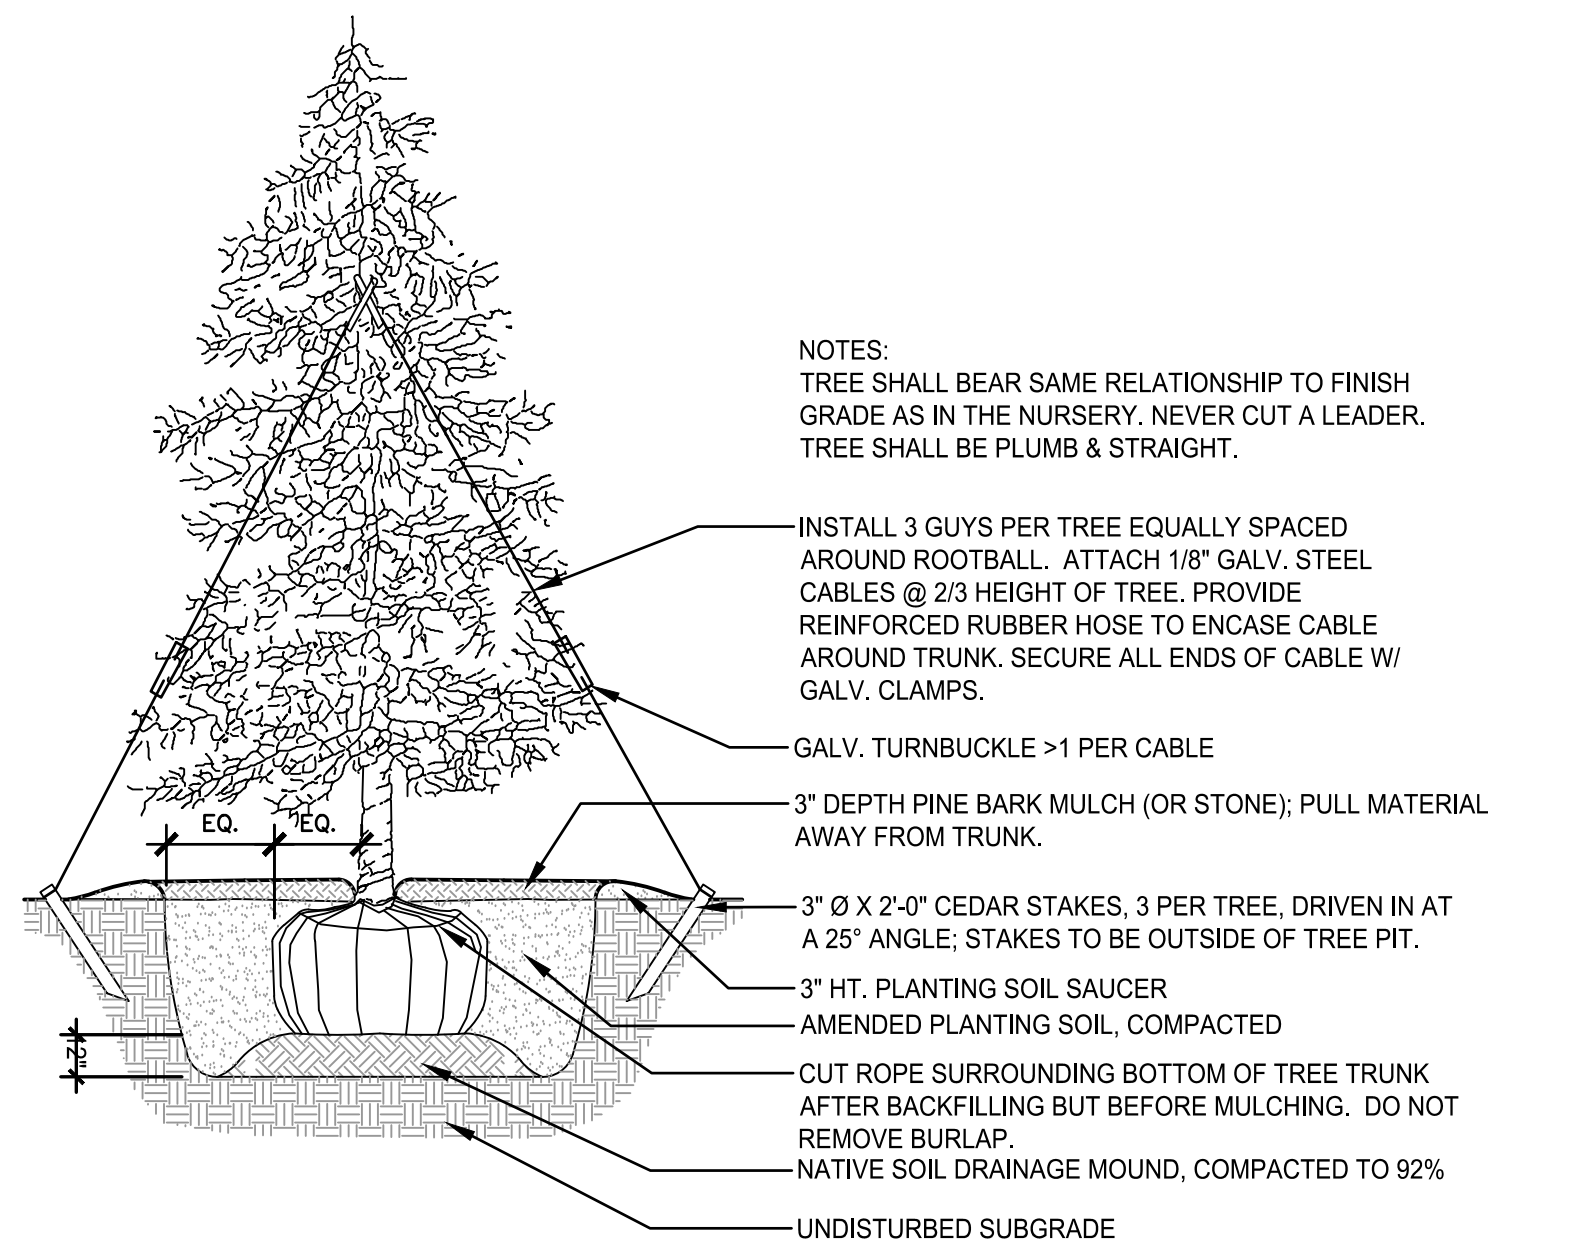 NOTES:
TREE SHALL BEAR SAME RELATIONSHIP TO FINISH
GRADE AS IN THE NURSERY. NEVER CUT A LEADER.
TREE SHALL BE PLUMB & STRAIGHT.
INSTALL 3 GUYS PER TREE EQUALLY SPACED
AROUND ROOTBALL. ATTACH 1/8" GALV. STEEL
CABLES @ 2/3 HEIGHT OF TREE. PROVIDE
REINFORCED RUBBER HOSE TO ENCASE CABLE
AROUND TRUNK. SECURE ALL ENDS OF CABLE W/
GALV. CLAMPS.
GALV. TURNBUCKLE >1 PER CABLE
3" DEPTH PINE BARK MULCH (OR STONE); PULL MATERIAL
AWAY FROM TRUNK.
EQ. EQ.
3" Ø X 2'-0" CEDAR STAKES, 3 PER TREE, DRIVEN IN AT
A 25° ANGLE; STAKES TO BE OUTSIDE OF TREE PIT.
3" HT. PLANTING SOIL SAUCER
AMENDED PLANTING SOIL, COMPACTED
12"
CUT ROPE SURROUNDING BOTTOM OF TREE TRUNK
AFTER BACKFILLING BUT BEFORE MULCHING. DO NOT
REMOVE BURLAP.
NATIVE SOIL DRAINAGE MOUND, COMPACTED TO 92%
UNDISTURBED SUBGRADE